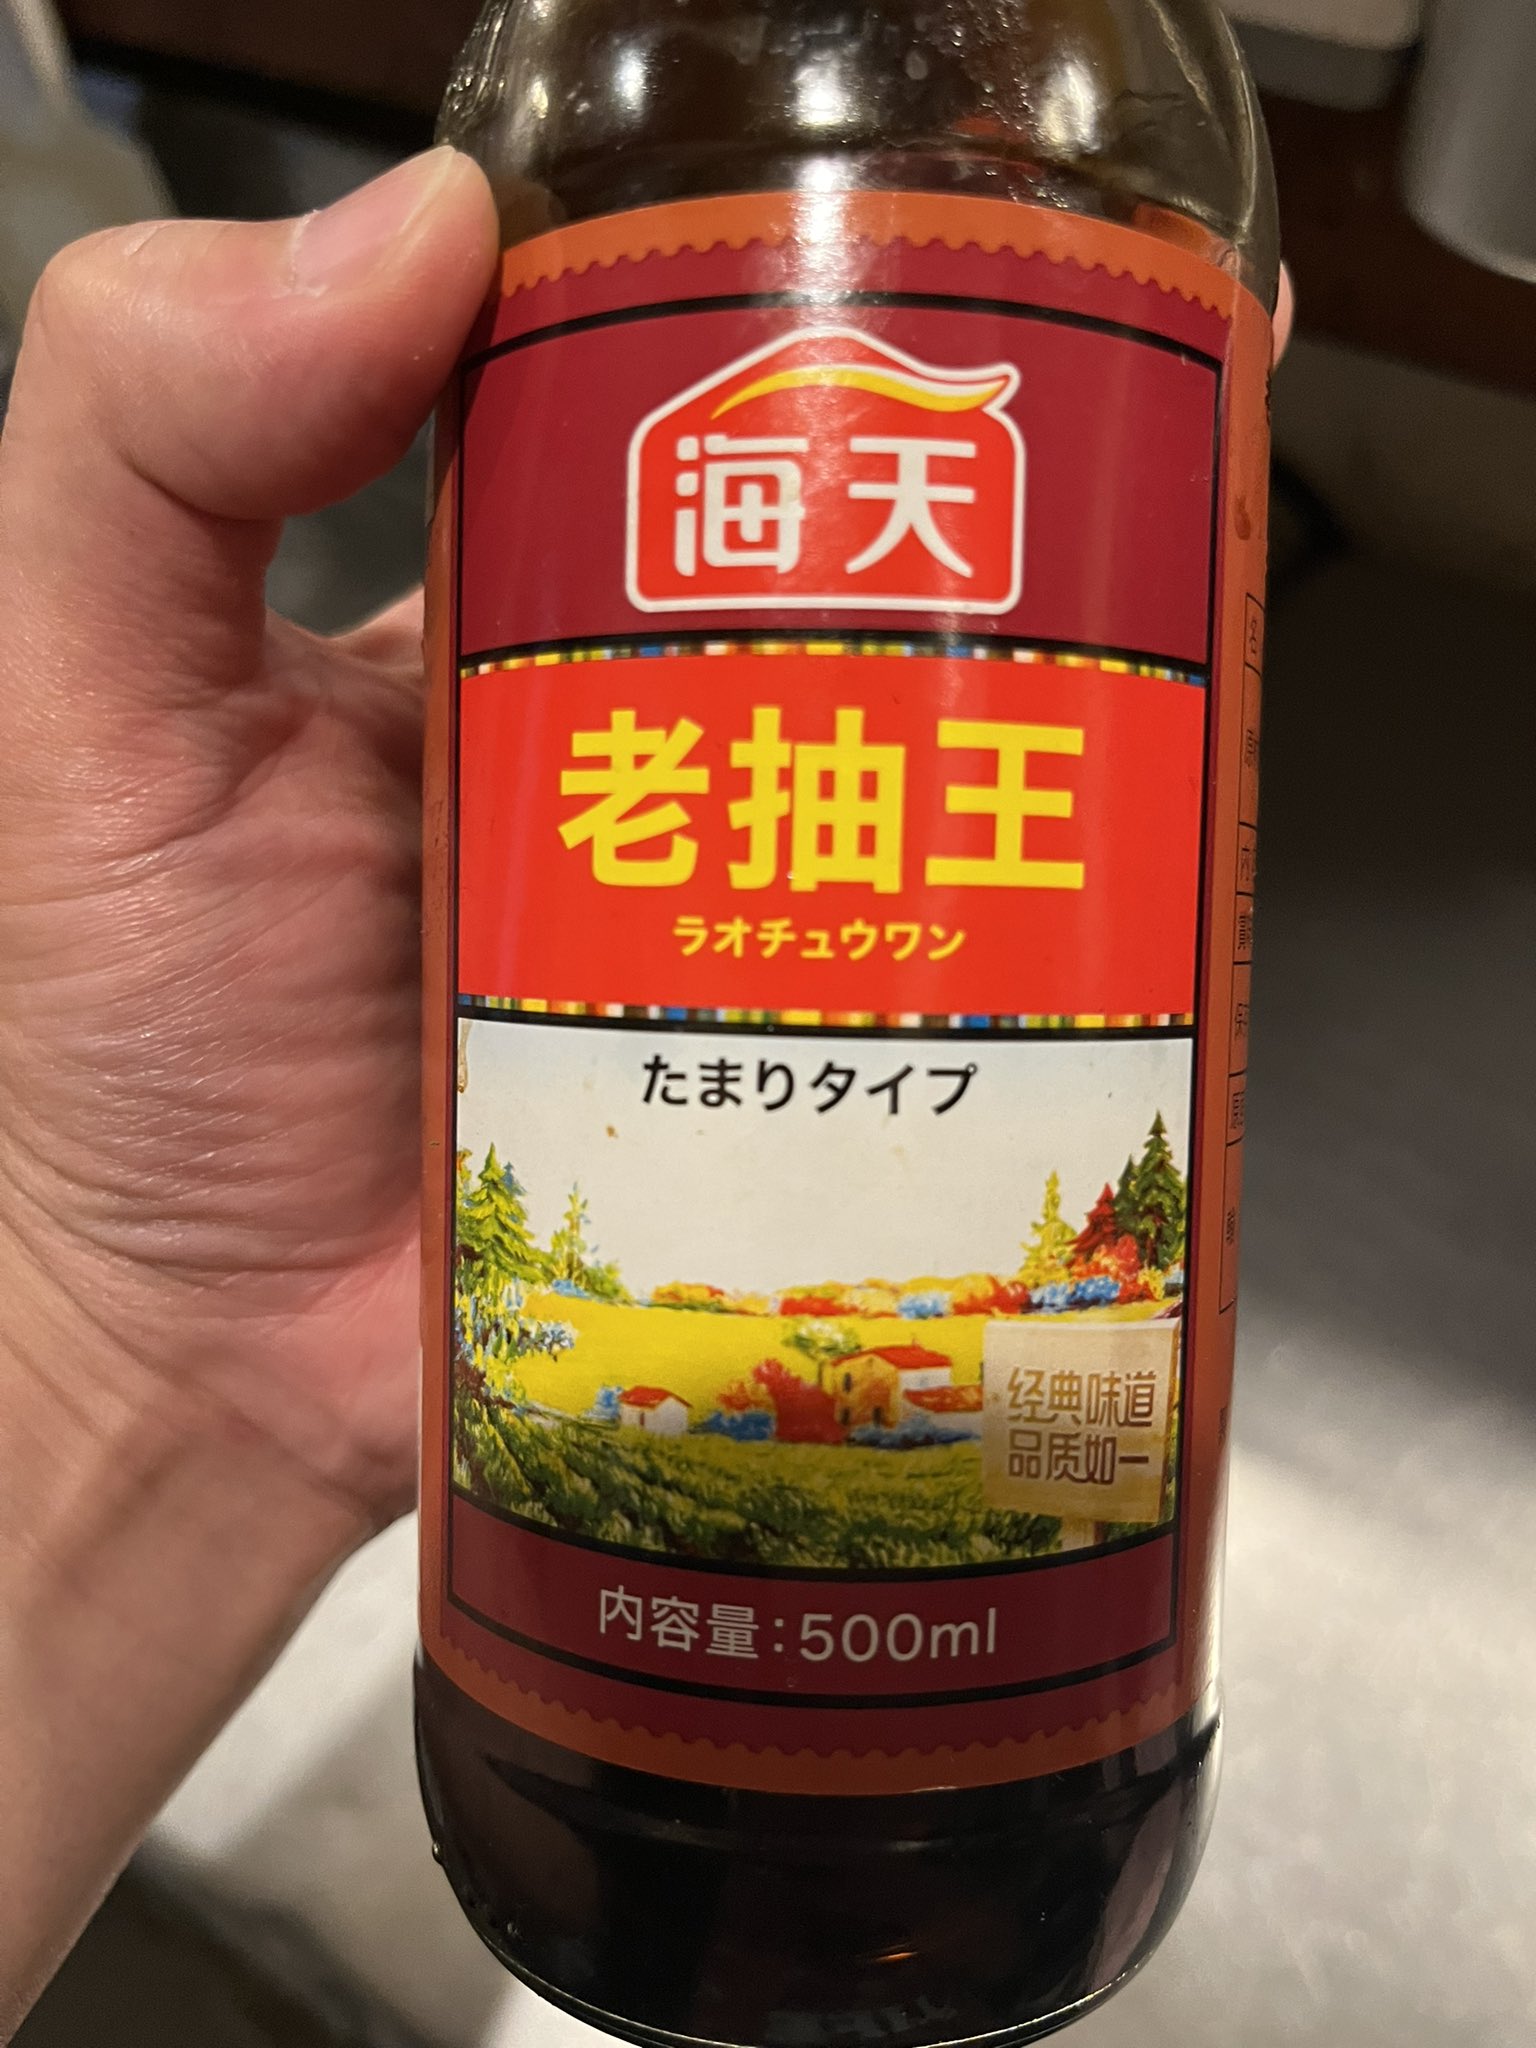 海天
老抽王
ラオチュウワン
たまりタイプ
经典味道
品质如一
内容量:500ml